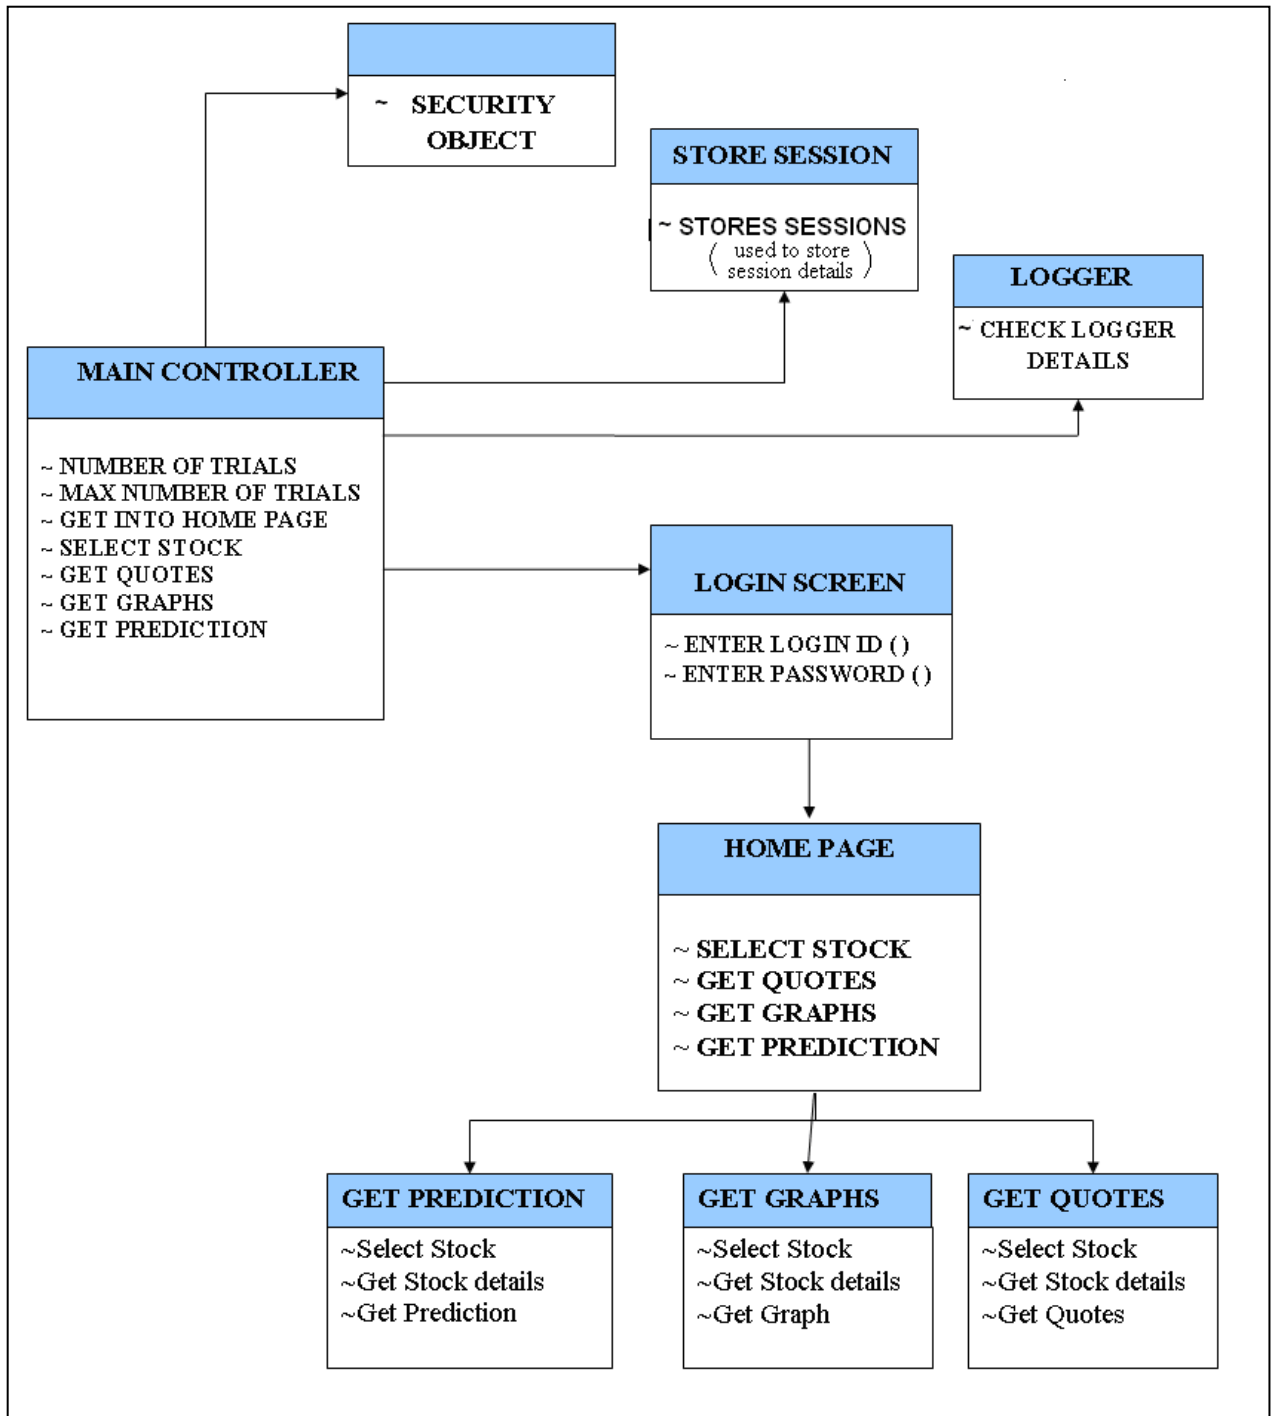 ~ SECURITY
OBJECT
STORE SESSION
~ STORES SESSIONS
( used to store
session details )
LOGGER
~ CHECK LOGGER
DETAILS
MAIN CONTROLLER
~ NUMBER OF TRIALS
~ MAX NUMBER OF TRIALS
~ GET INTO HOME PAGE
~ SELECT STOCK
~ GET QUOTES
~ GET GRAPHS
~ GET PREDICTION
LOGIN SCREEN
~ ENTER LOGIN ID ( )
~ ENTER PASSWORD ( )
HOME PAGE
~ SELECT STOCK
~ GET QUOTES
~ GET GRAPHS
~ GET PREDICTION
GET PREDICTION
~Select Stock
~Get Stock details
~Get Prediction
GET GRAPHS
~Select Stock
~Get Stock details
~Get Graph
GET QUOTES
~Select Stock
~Get Stock details
~Get Quotes